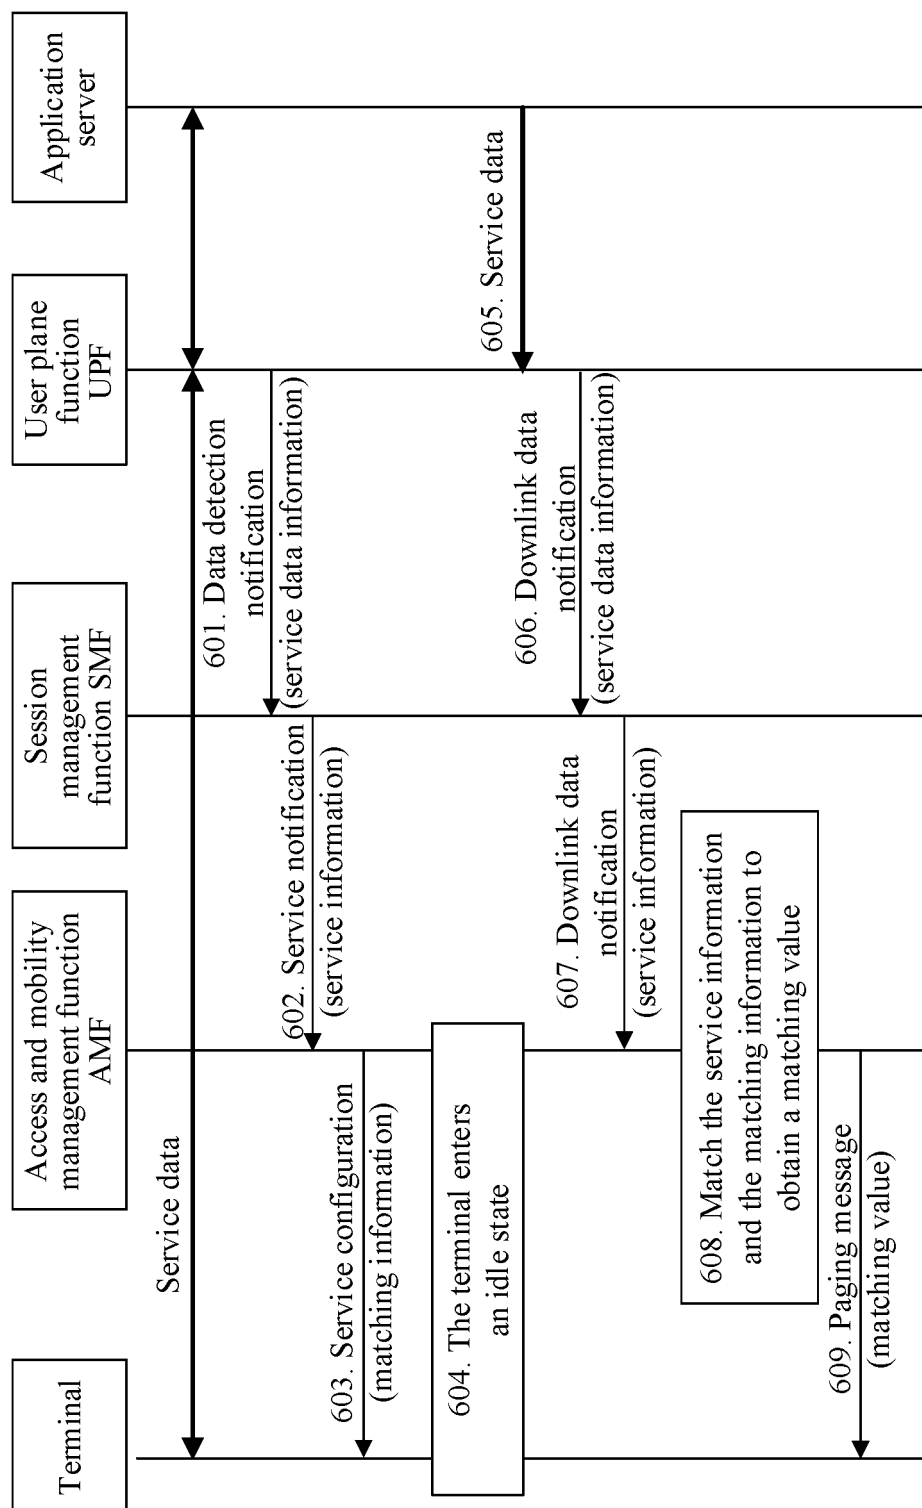 Terminal
Access and mobility
management function
AMF
Session
management
function SMF
User plane
function
UPF
Application
server
Service data
601. Data detection
notification
(service data information)
602. Service notification
(service information)
603. Service configuration
(matching information)
604. The terminal enters
an idle state
605. Service data
606. Downlink data
notification
(service data information)
607. Downlink data
notification
(service information)
608. Match the service information
and the matching information to
obtain a matching value
609. Paging message
(matching value)